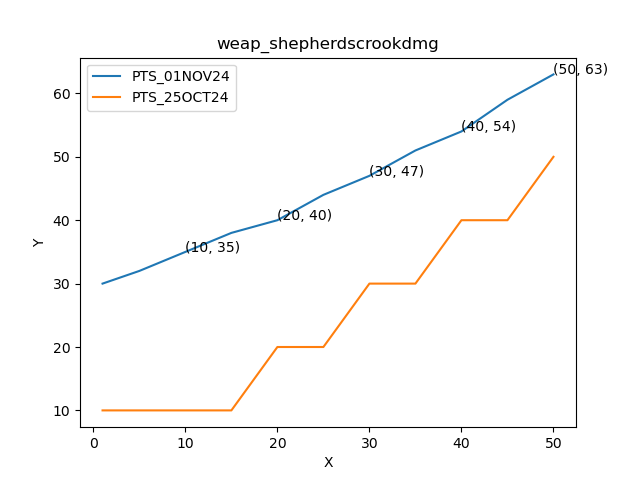 weap_shepherdscrookdmg
PTS_01NOV24
PTS_25OCT24
(50, 63)
(40, 54)
(30, 47)
(20, 40)
(10, 35)
Y
60
50
40
30
20
10
0 10 20 30 40 50
X